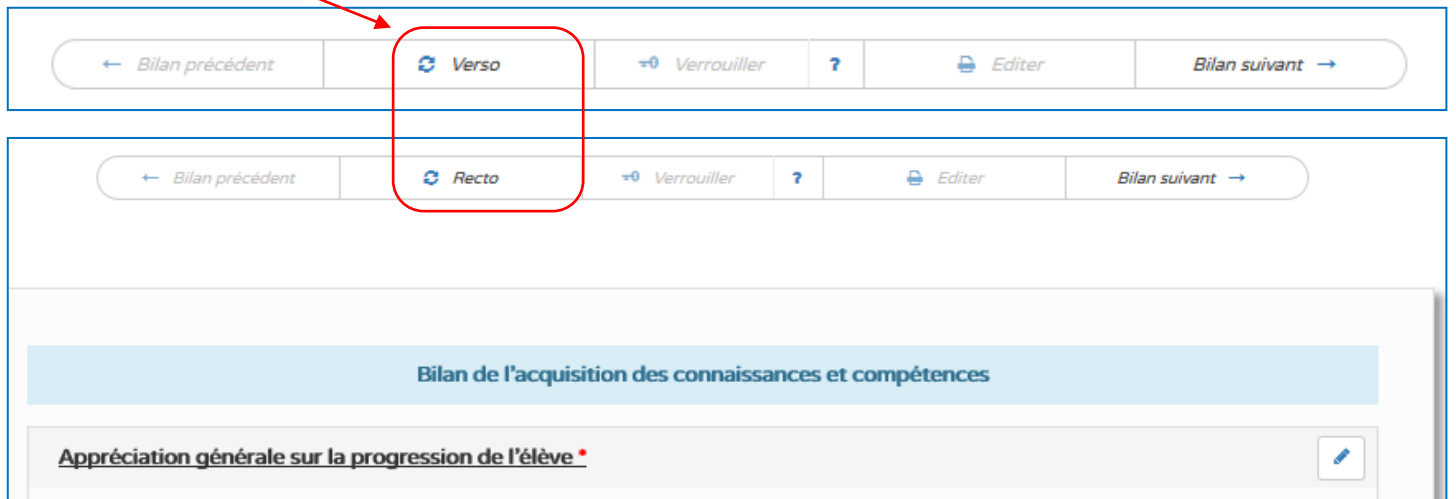 ← Bilan précédent Verso Verrouiller ? Editer Bilan suivant →
← Bilan précédent Recto Verrouiller ? Editer Bilan suivant →
Bilan de l'acquisition des connaissances et compétences
Appréciation générale sur la progression de l'élève *